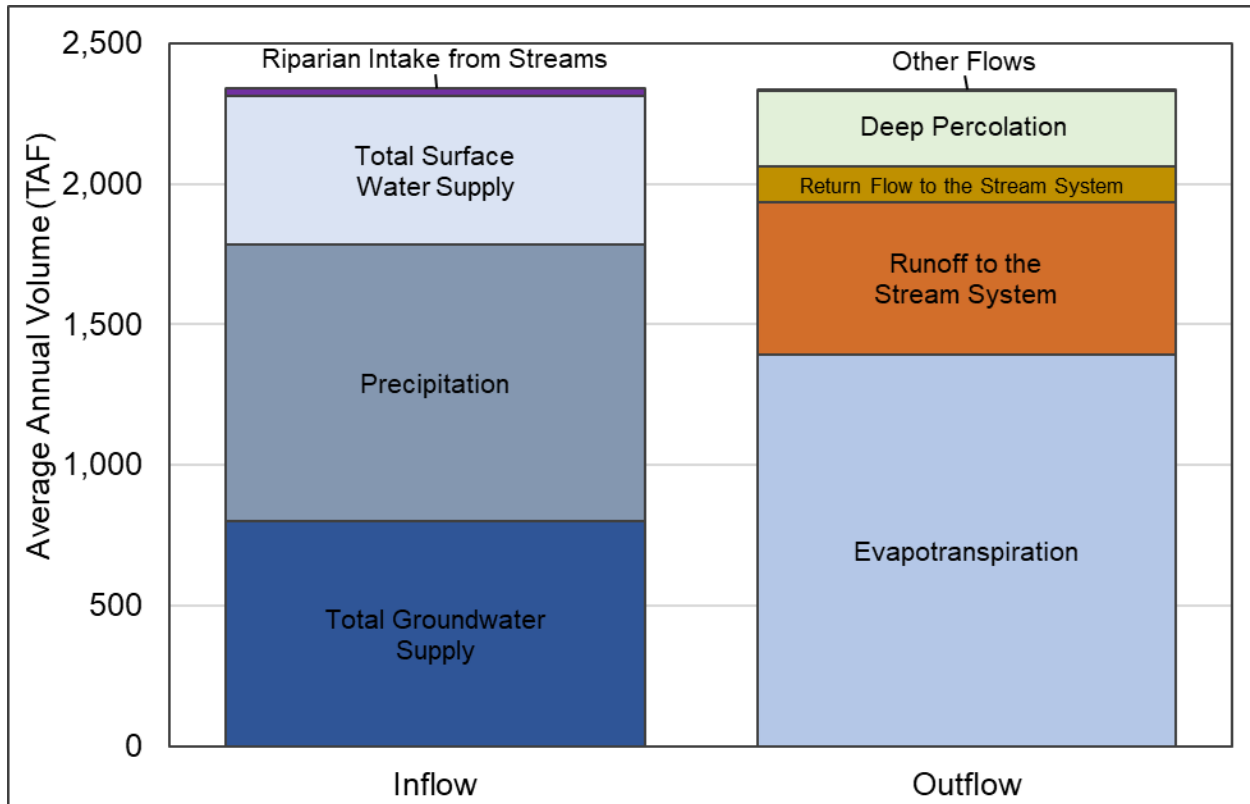 Average Annual Volume (TAF)
2,500
2,000
1,500
1,000
500
0
Riparian Intake from Streams
Total Surface
Water Supply
Precipitation
Total Groundwater
Supply
Inflow
Other Flows
Deep Percolation
Return Flow to the Stream System
Runoff to the
Stream System
Evapotranspiration
Outflow